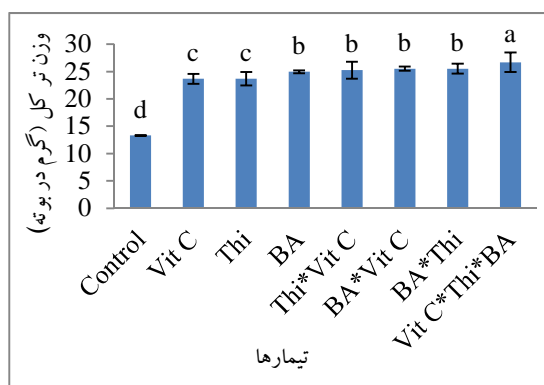 وزن تر کل (گرم در بوته)
30
25
20
15
10
5
0
d
c
c
b
b
b
b
a
Control
Vit C
Thi
BA
Thi*Vit C
BA*Vit C
BA*Thi
Vit C*Thi*BA
تیمارها